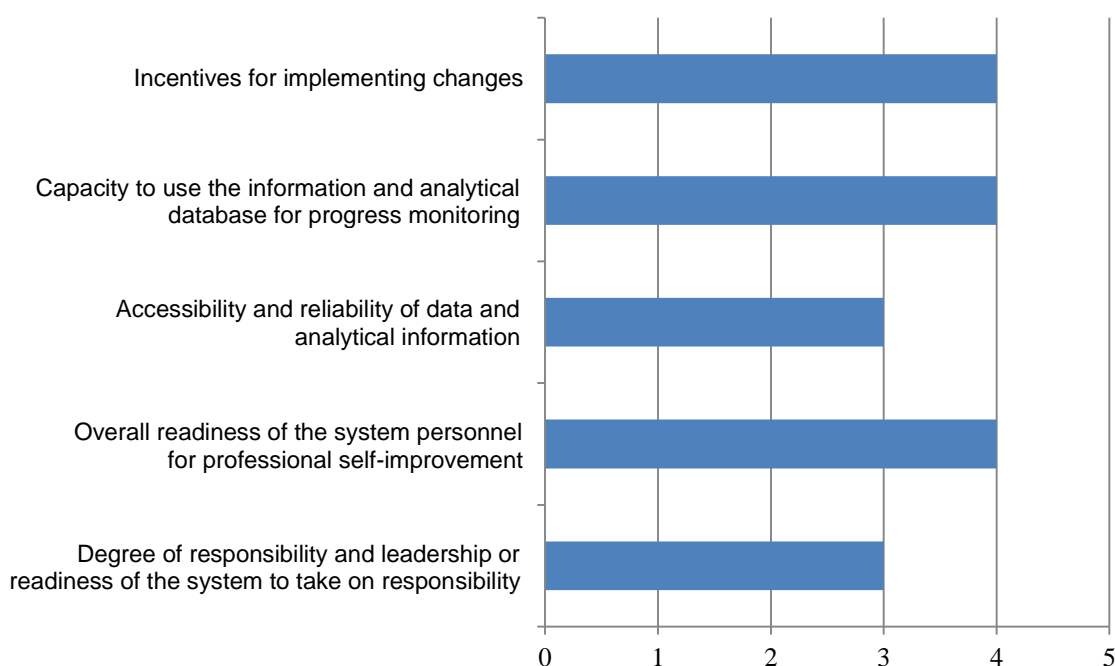 Incentives for implementing changes
Capacity to use the information and analytical
database for progress monitoring
Accessibility and reliability of data and
analytical information
Overall readiness of the system personnel
for professional self-improvement
Degree of responsibility and leadership or
readiness of the system to take on responsibility
0 1 2 3 4 5